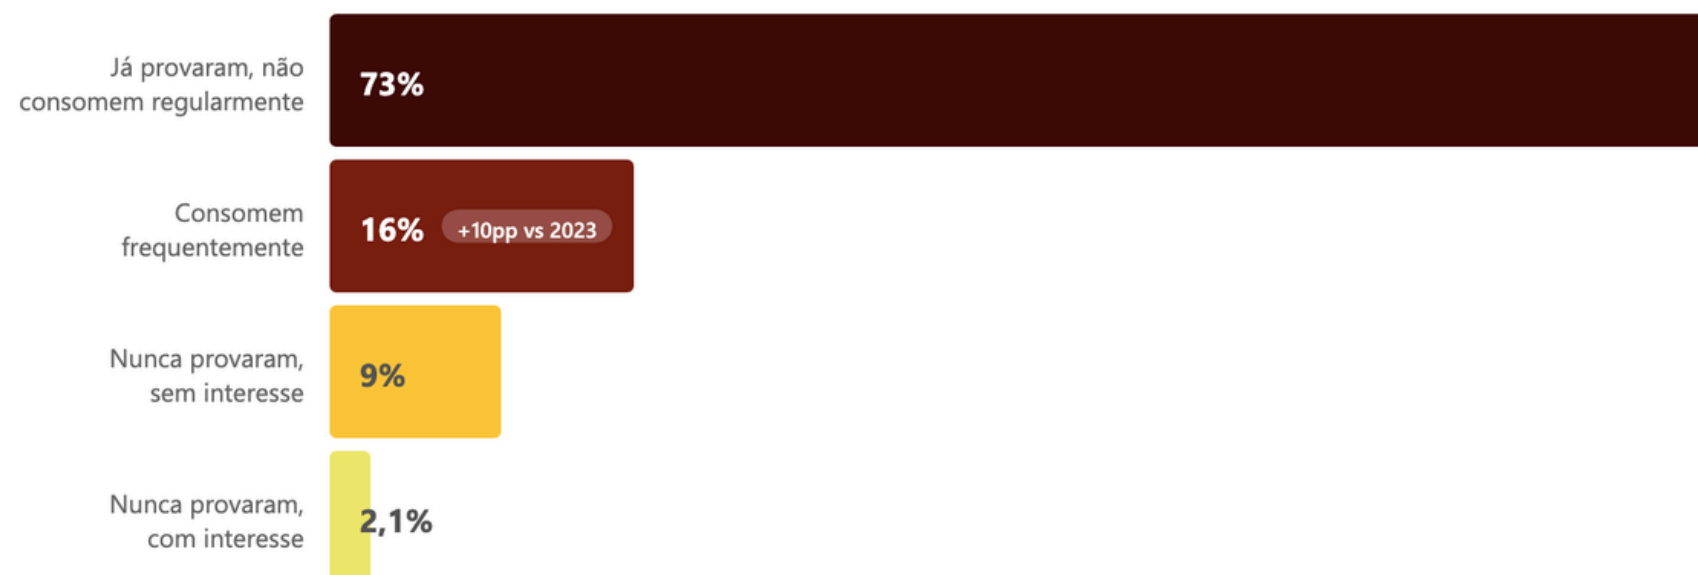 Já provaram, não
consomem regularmente
73%
Consomem
frequentemente
16%
+10pp vs 2023
Nunca provaram,
sem interesse
9%
Nunca provaram,
com interesse
2,1%